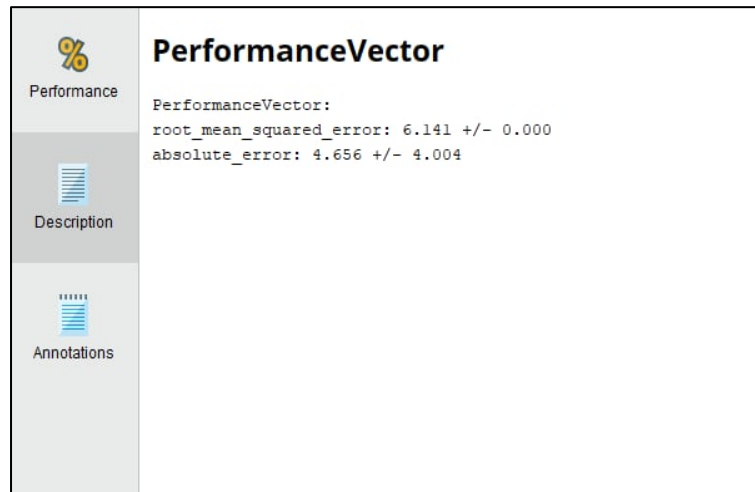 Performance
Description
Annotations
PerformanceVector
PerformanceVector:
root_mean_squared_error: 6.141 +/- 0.000
absolute_error: 4.656 +/- 4.004